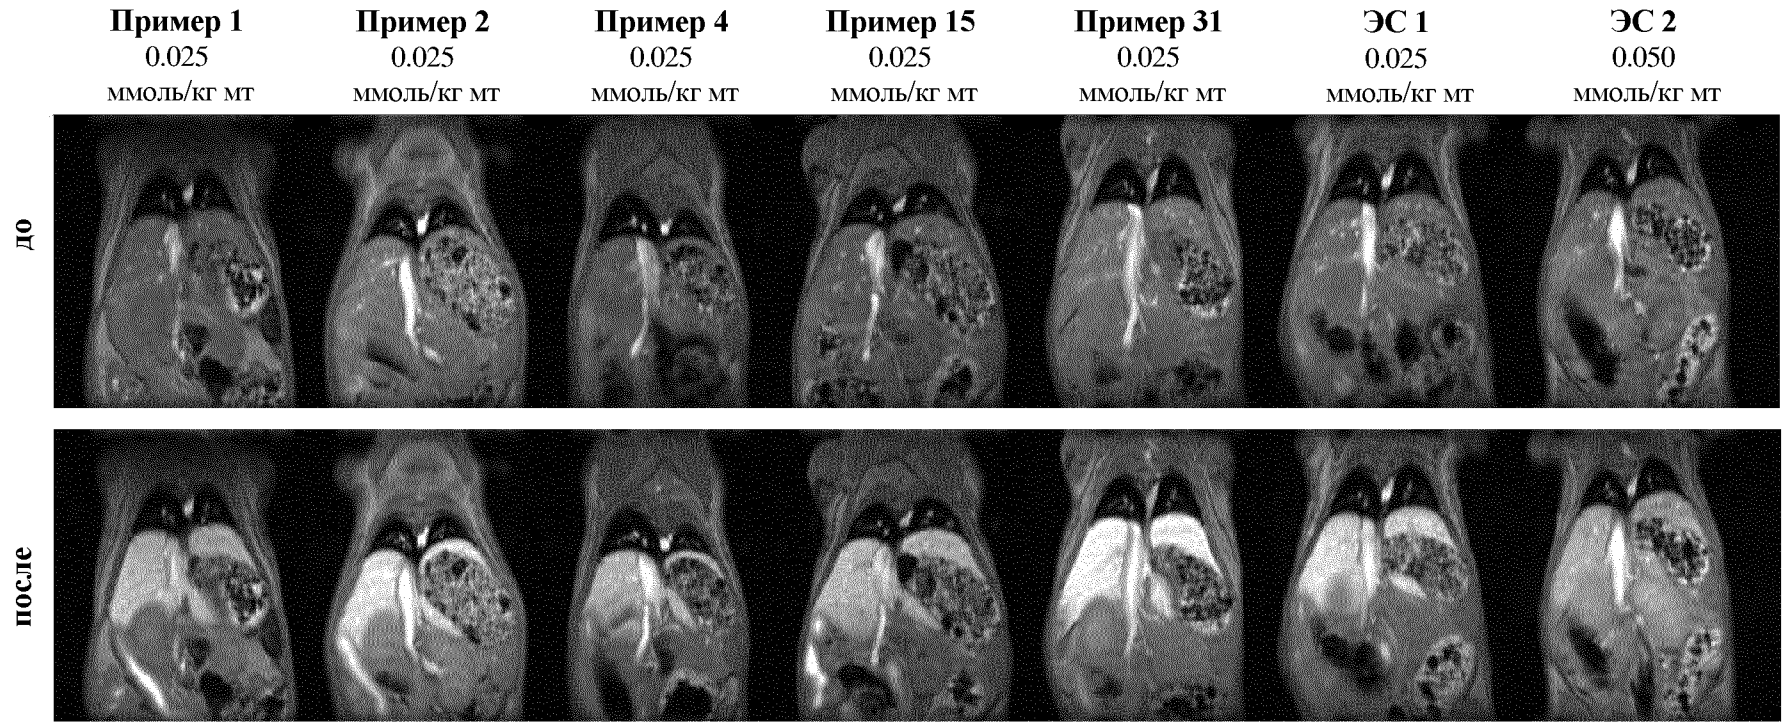 Пример 1 Пример 2 Пример 4 Пример 15 Пример 31 ЭС 1 ЭС 2
0.025 0.025 0.025 0.025 0.025 0.025 0.050
ммоль/кг мт ммоль/кг мт ммоль/кг мт ммоль/кг мт ммоль/кг мт ммоль/кг мт ммоль/кг мт
до
после